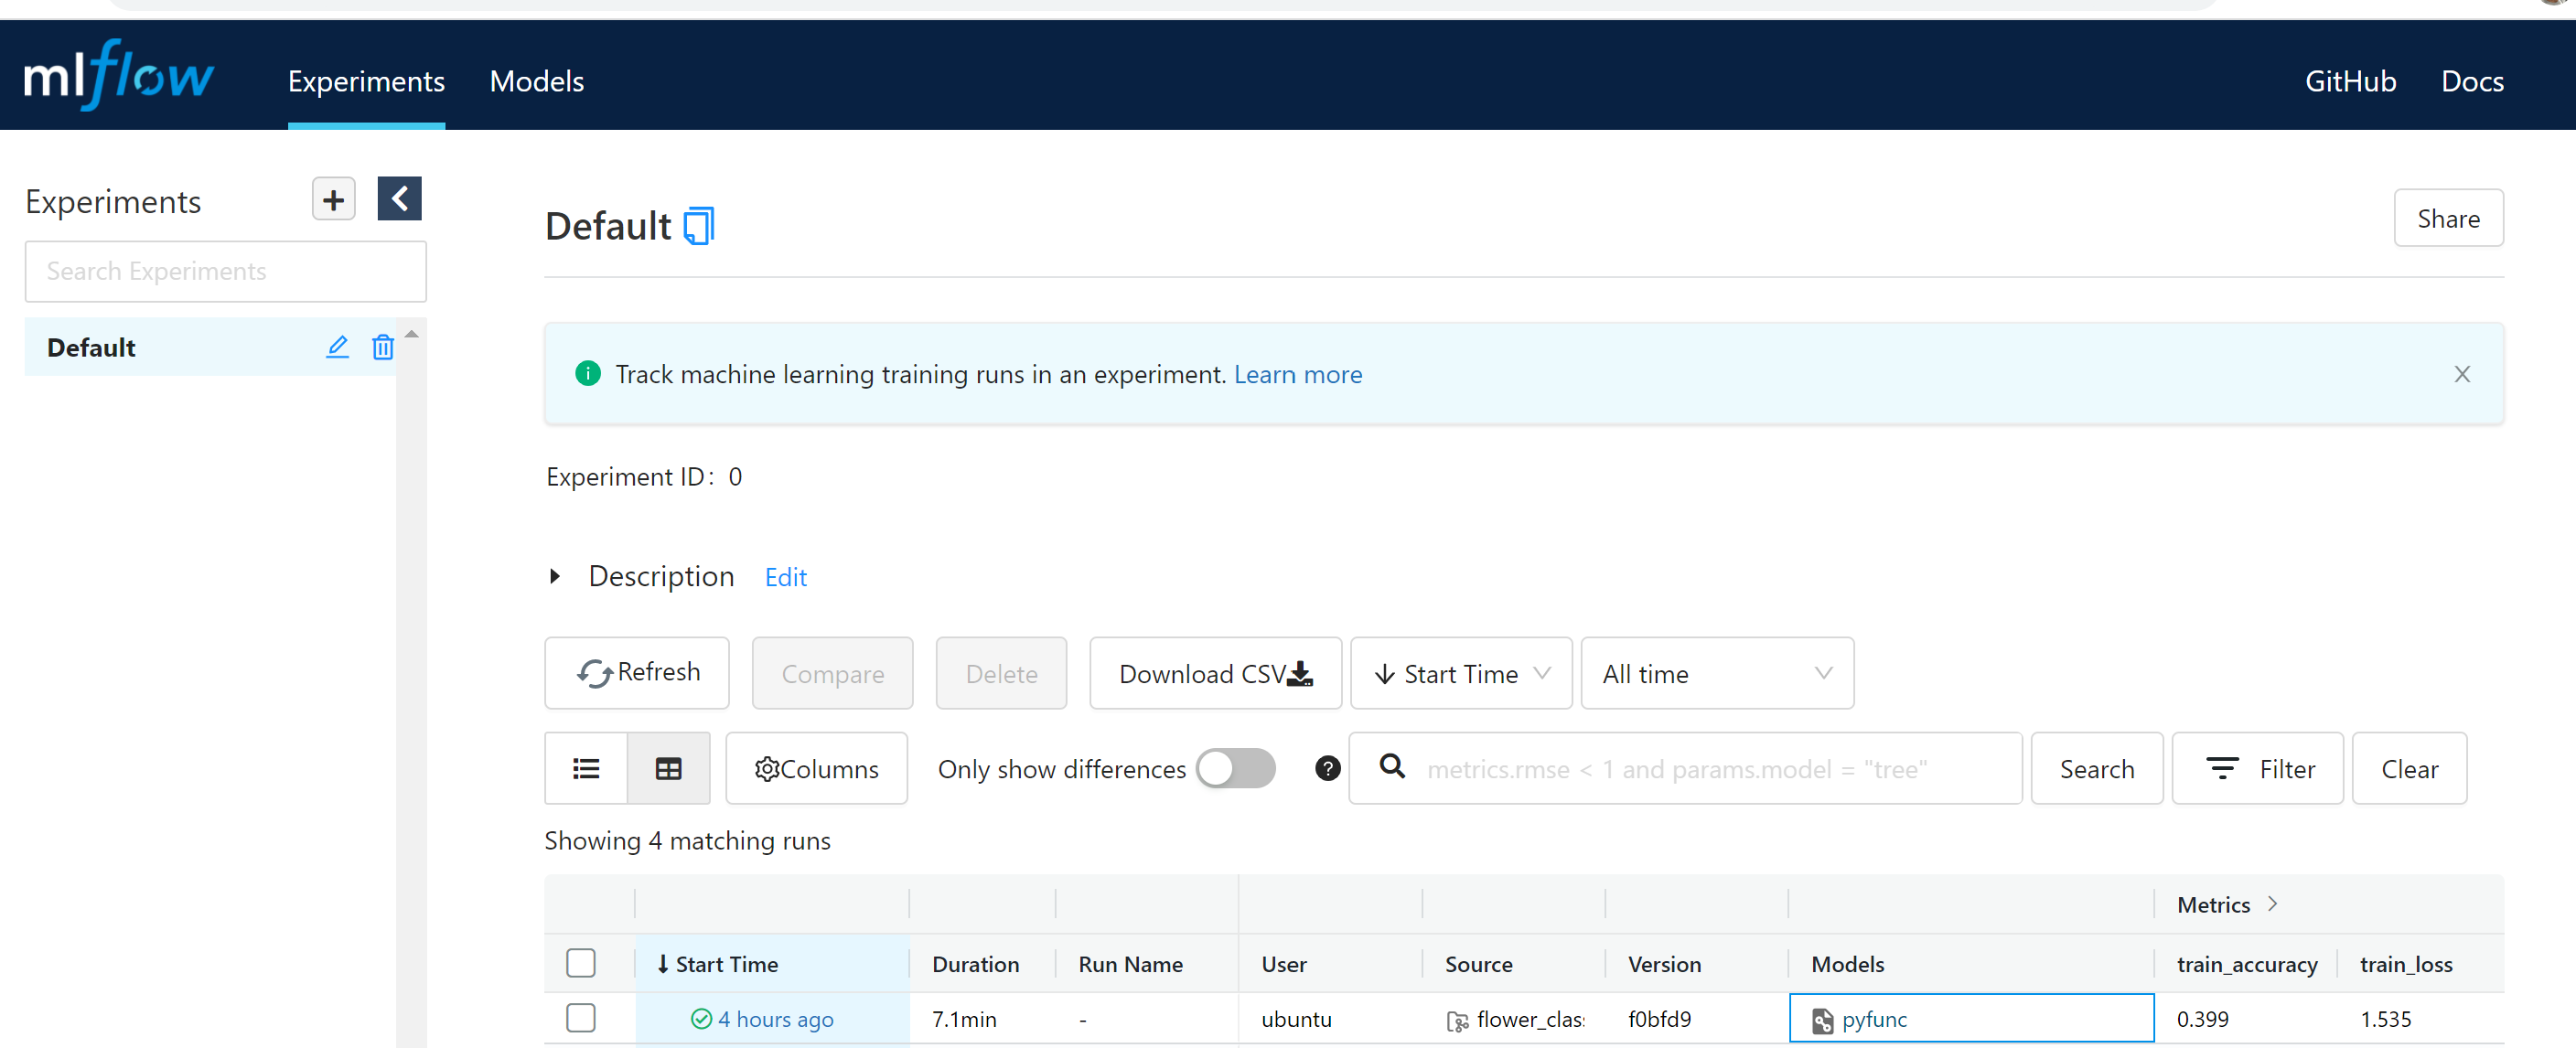 mlflow
Experiments Models GitHub Docs
Experiments
Search Experiments
Default
Default
Share
Track machine learning training runs in an experiment. Learn more
Experiment ID: 0
Description Edit
Refresh Compare Delete Download CSV Start Time All time
Columns Only show differences ? metrics.rmse < 1 and params.model = "tree" Search Filter Clear
Showing 4 matching runs
Metrics
Start Time Duration Run Name User Source Version Models train_accuracy train_loss
4 hours ago 7.1min - ubuntu flower_clas f0bfd9 pyfunc 0.399 1.535